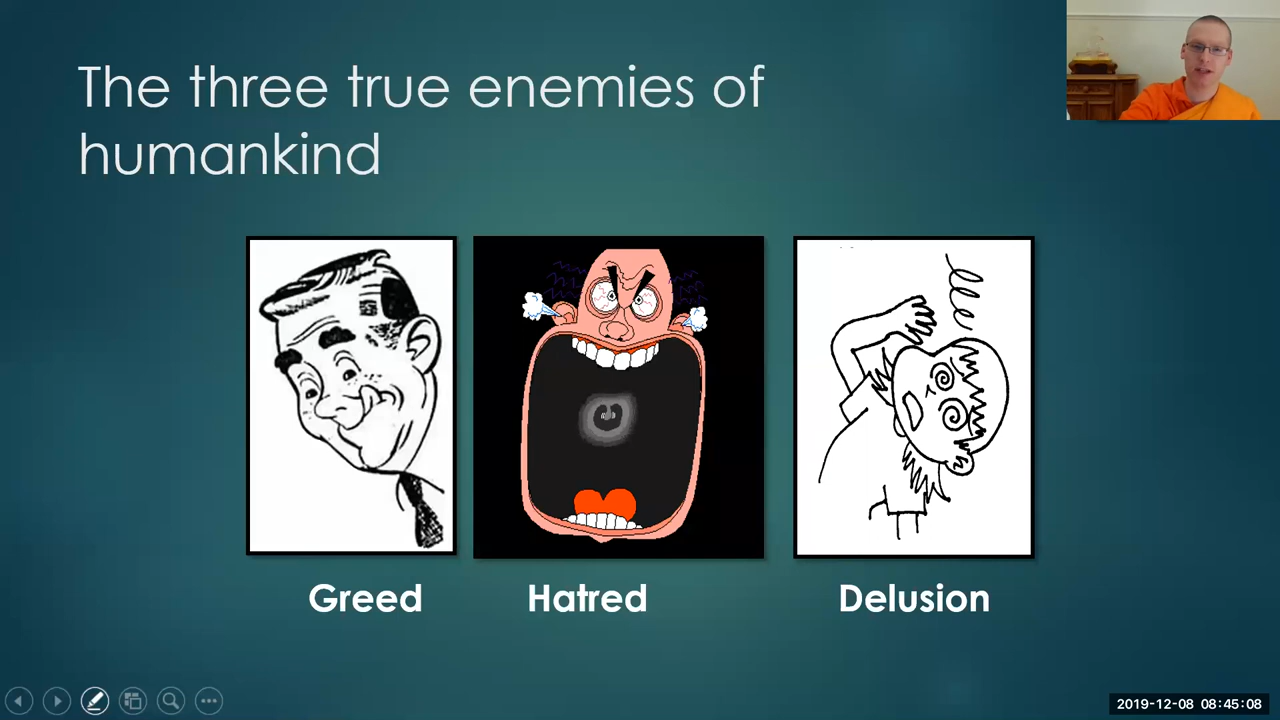 The three true enemies of
humankind
Greed
Hatred
Delusion
2019-12-08 08:45:08